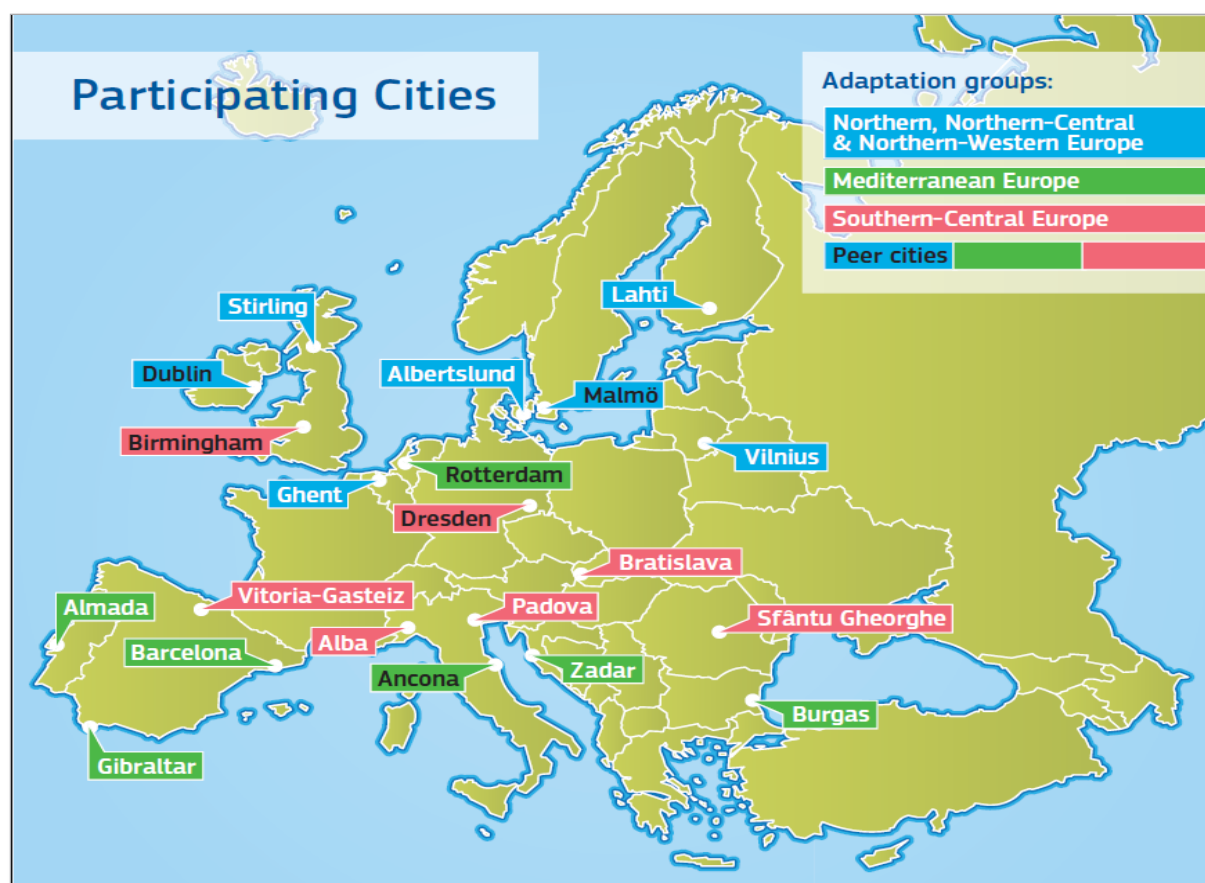 Participating Cities
Adaptation groups:
Northern, Northern-Central
& Northern-Western Europe
Mediterranean Europe
Southern-Central Europe
Peer cities
Stirling
Lahti
Dublin
Albertslund
Malmö
Birmingham
Vilnius
Rotterdam
Ghent
Dresden
Bratislava
Vitoria-Gasteiz
Almada
Padova
Sfântu Gheorghe
Alba
Barcelona
Zadar
Ancona
Burgas
Gibraltar